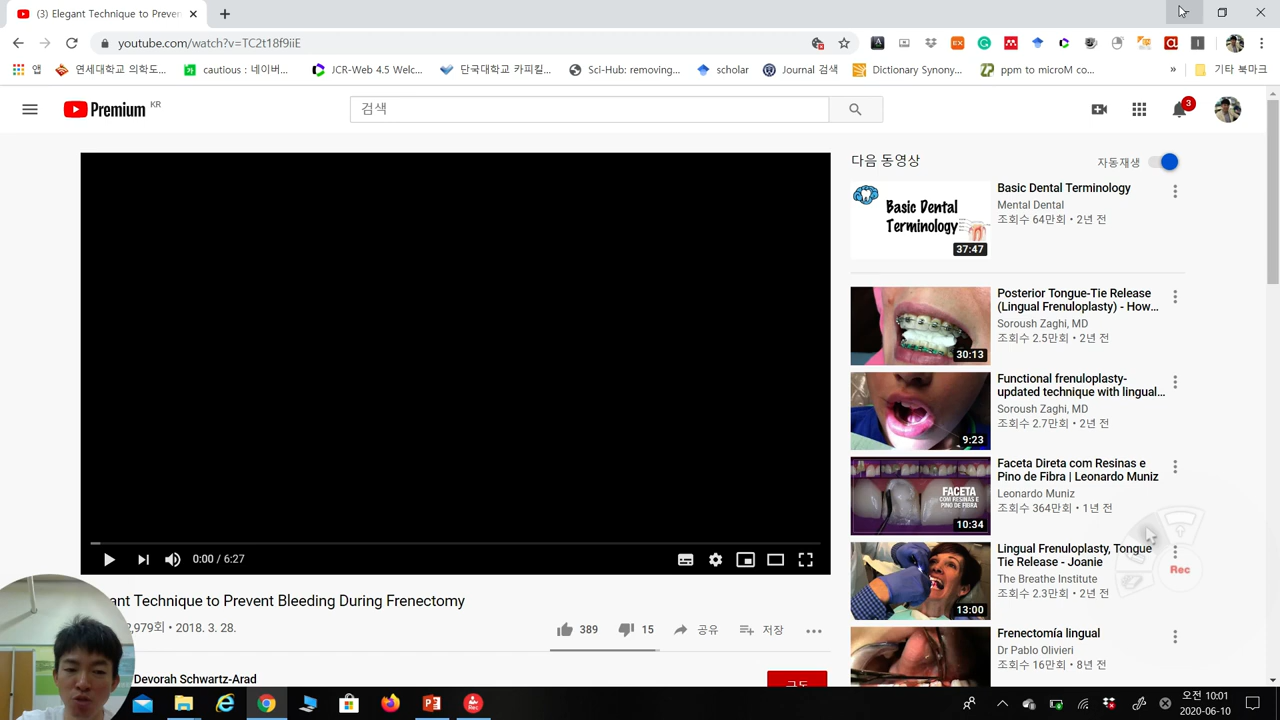 (3) Elegant Technique to Preven
youtube.com/watch?v=TC2t18f9iiE
앱
연세대학교 의학도...
cautious : 네이버...
JCR-Web 4.5 Welc...
단국대학교 카피킬...
Sci-Hub: removing...
scholar
Journal 검색
Dictionary Synony...
ppm to microM co...
»
기타 북마크
Premium KR
검색
3
다음 동영상
자동재생
Basic Dental Terminology
37:47
Basic Dental Terminology
Mental Dental
조회수 64만회 • 2년 전
30:13
Posterior Tongue-Tie Release
(Lingual Frenuloplasty) - How...
Soroush Zaghi, MD
조회수 2.5만회 • 2년 전
9:23
Functional frenuloplasty-
updated technique with lingual...
Soroush Zaghi, MD
조회수 2.7만회 • 2년 전
FACETA
COM RESINAS E
PINO DE FIBRA
10:34
Faceta Direta com Resinas e
Pino de Fibra | Leonardo Muniz
Leonardo Muniz
조회수 364만회 • 1년 전
Rec
13:00
Lingual Frenuloplasty, Tongue
Tie Release - Joanie
The Breathe Institute
조회수 2.3만회 • 2년 전
Frenectomía lingual
Dr Pablo Olivieri
조회수 16만회 • 8년 전
0:00 / 6:27
ant Technique to Prevent Bleeding During Frenectomy
2,979회 • 2018. 3. 28.
389
15
공유
저장
Devorah Schwartz-Arad
구독
오전 10:01
2020-06-10